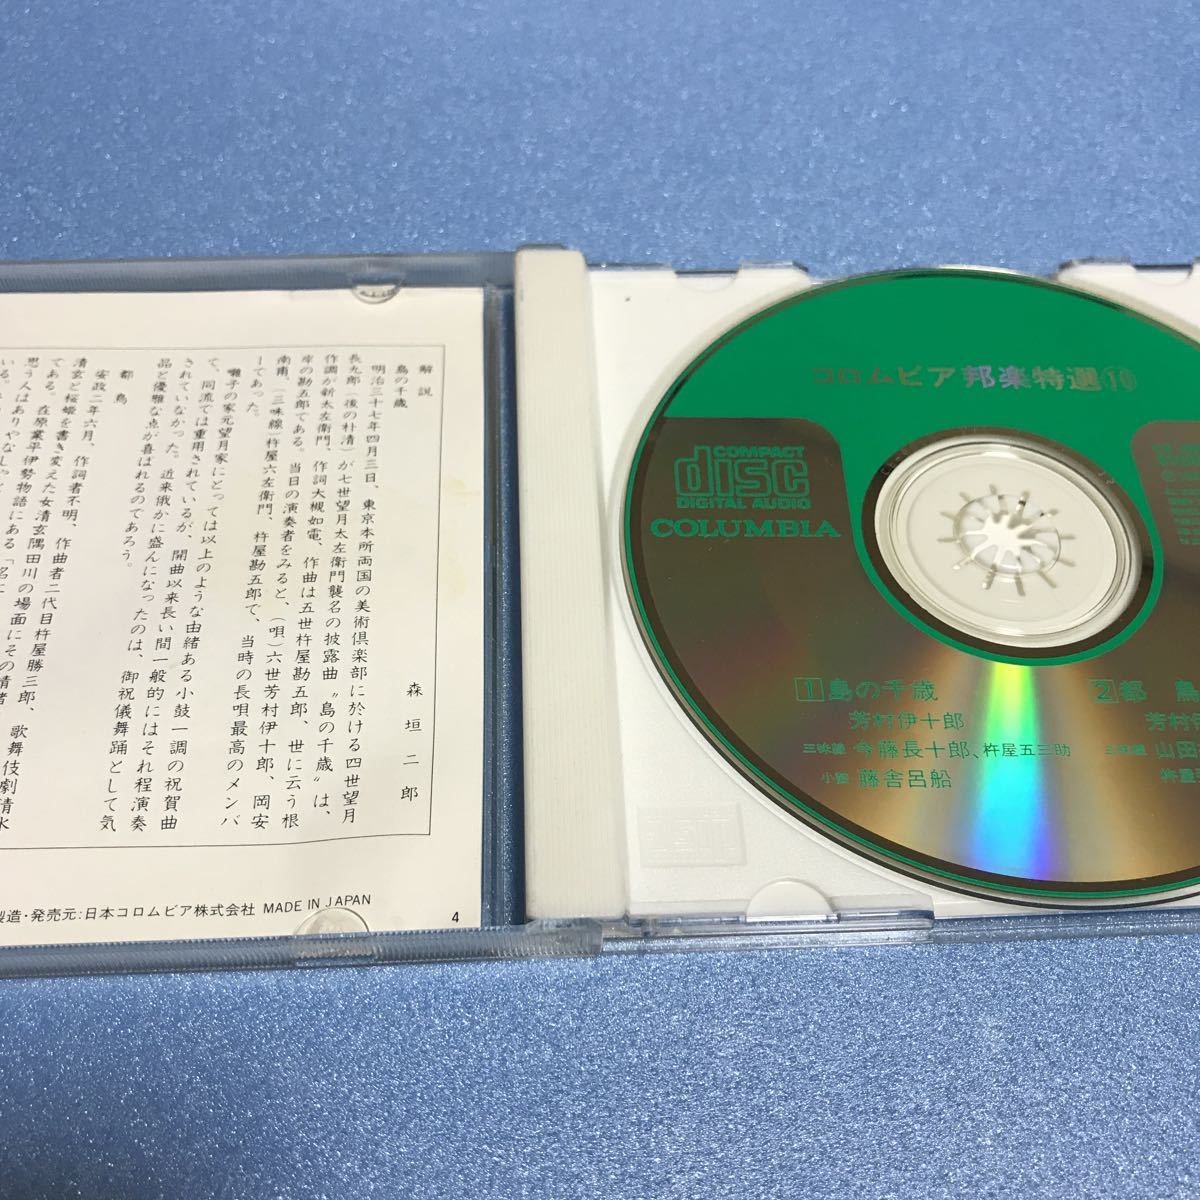 解説
森垣二郎
島の千歳
明治三十七年四月三日、東京本所両国の美術倶楽部に於ける四世望月
長九郎（後の朴清）が七世望月太左衛門襲名の披露曲〝島の千歳〟は、
作調が新太左衛門、作詞大槻如電、作曲は五世杵屋勘五郎、世に云う根
岸の勘五郎である。当日の演奏者をみると、（唄）六世芳村伊十郎、岡安
南甫、（三味線）杵屋六左衛門、杵屋勘五郎で、当時の長唄最高のメンバ
ーであった。
囃子の家元望月家にとっては以上のような由緒ある小鼓一調の祝賀曲
で、同流では重用されているが、開曲以来長い間一般的にはそれ程演奏
されていなかった。近来俄かに盛んになったのは、御祝儀舞踊として気
品と優雅な点が喜ばれるのであろう。
都鳥
安政二年六月、作詞者不明、作曲者二代目杵屋勝三郎、歌舞伎劇清水
清玄と桜姫を書き変えた女清玄隅田川の場面にその情緒
である。在原業平伊勢物語にある「名に
思う人はありやなし
いる。
製造・発売元:日本コロムビア株式会社 MADE IN JAPAN
4
コロムビア邦楽特選⑩
COMPACT
disc
DIGITAL AUDIO
COLUMBIA
1 島の千歳
芳村伊十郎
三味線 今藤長十郎、杵屋五三助
小鼓 藤舎呂船
2 都 鳥
芳村
三味線 山田
杵屋